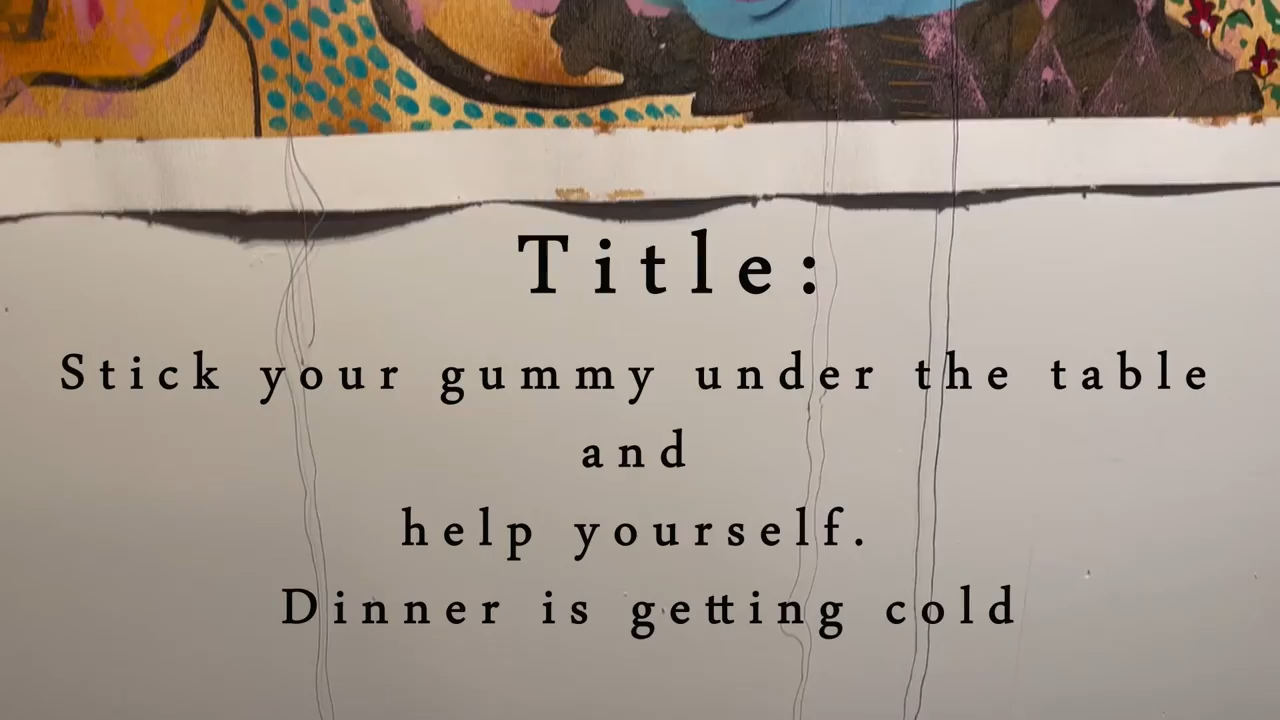 Title:
Stick your gummy under the table
and
help yourself.
Dinner is getting cold